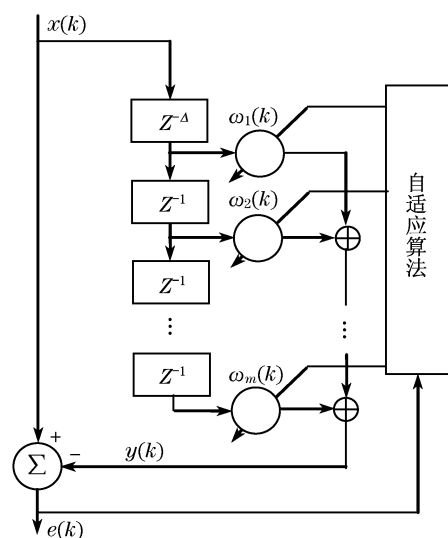 x(k)
Z⁻Δ
ω₁(k)
Z⁻¹
ω₂(k)
Z⁻¹
⋮
⋮
Z⁻¹
ωₘ(k)
自适应算法
+
Σ
−
y(k)
e(k)